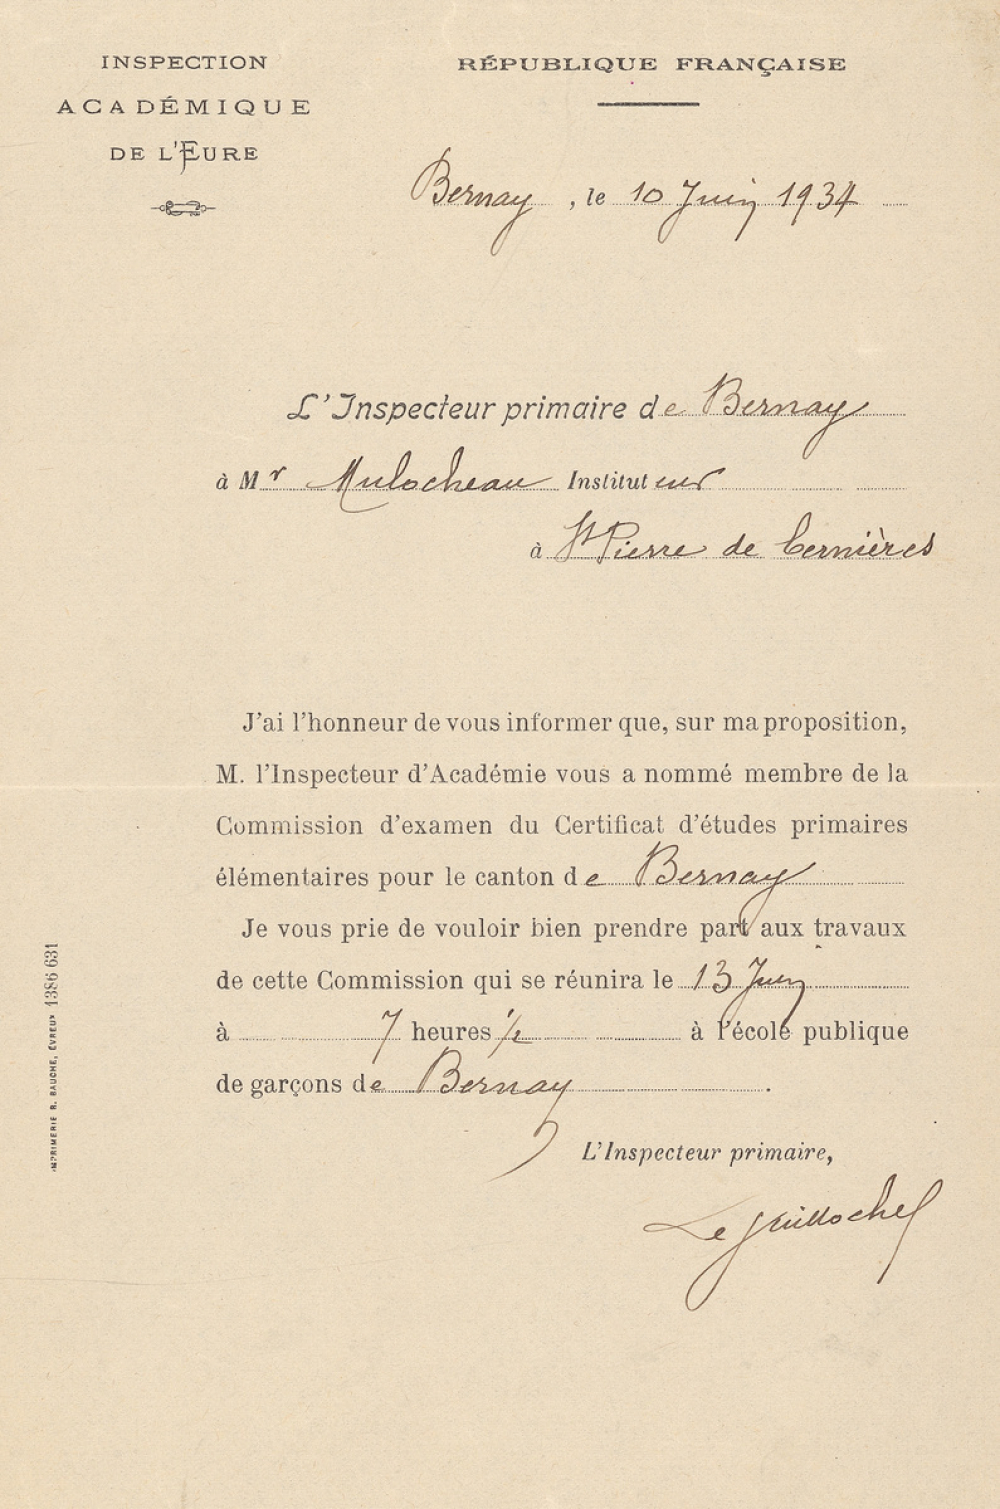 INSPECTION
ACADÉMIQUE
DE L'EURE
RÉPUBLIQUE FRANÇAISE
Bernay, le 10 Juin 1934
L'Inspecteur primaire de Bernay
à Mr Mulocheau Instituteur
à St Pierre de Cernières
J'ai l'honneur de vous informer que, sur ma proposition,
M. l'Inspecteur d'Académie vous a nommé membre de la
Commission d'examen du Certificat d'études primaires
élémentaires pour le canton de Bernay
Je vous prie de vouloir bien prendre part aux travaux
de cette Commission qui se réunira le 13 Juin
à 7 heures 1/2 à l'école publique
de garçons de Bernay.
L'Inspecteur primaire,
Le Guillochel
IMPRIMERIE R. BAUCHE, ÉVREUX 1386 631